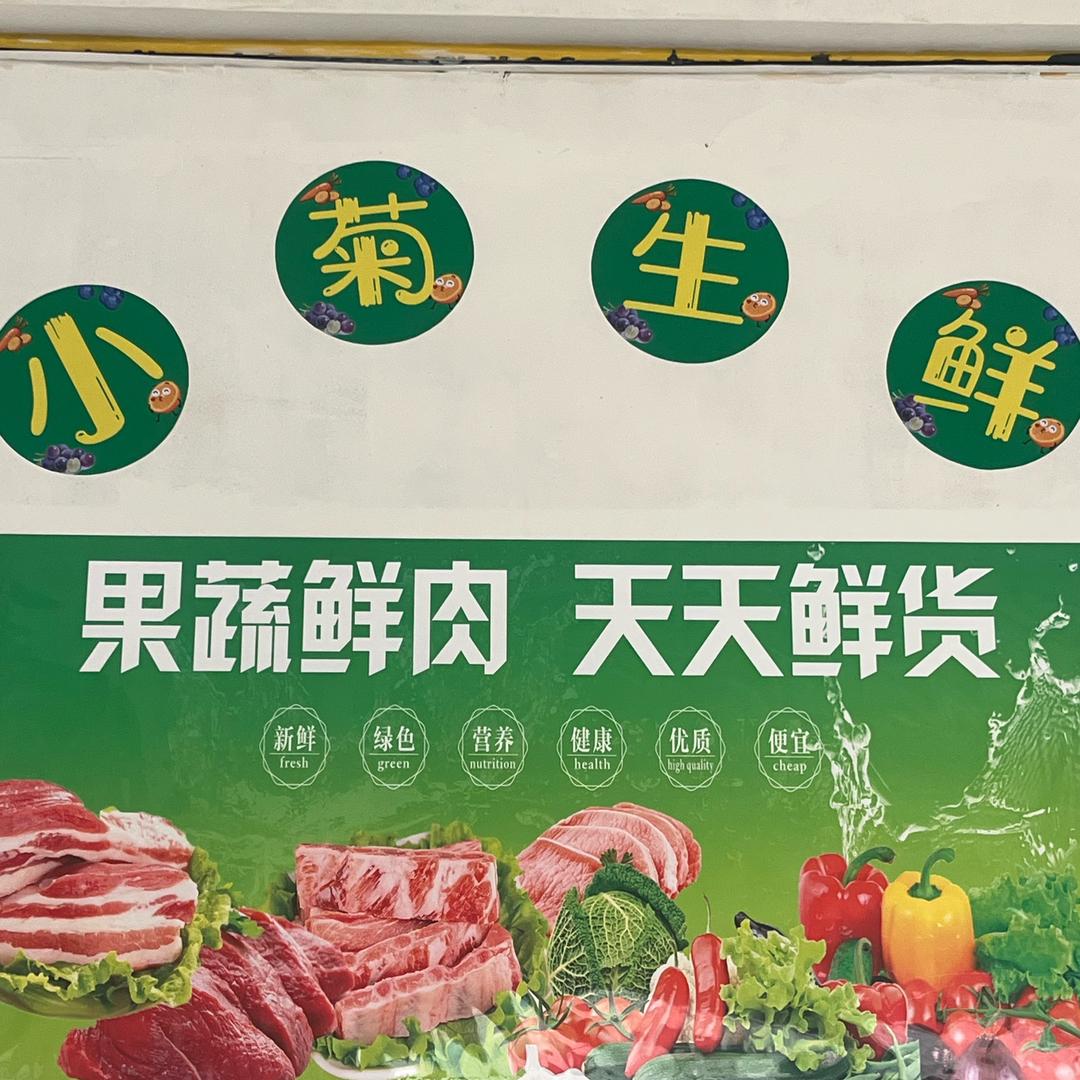 小菊生鲜
果蔬鲜肉 天天鲜货
新鲜 绿色 营养 健康 优质 便宜
fresh green nutrition health high quality cheap